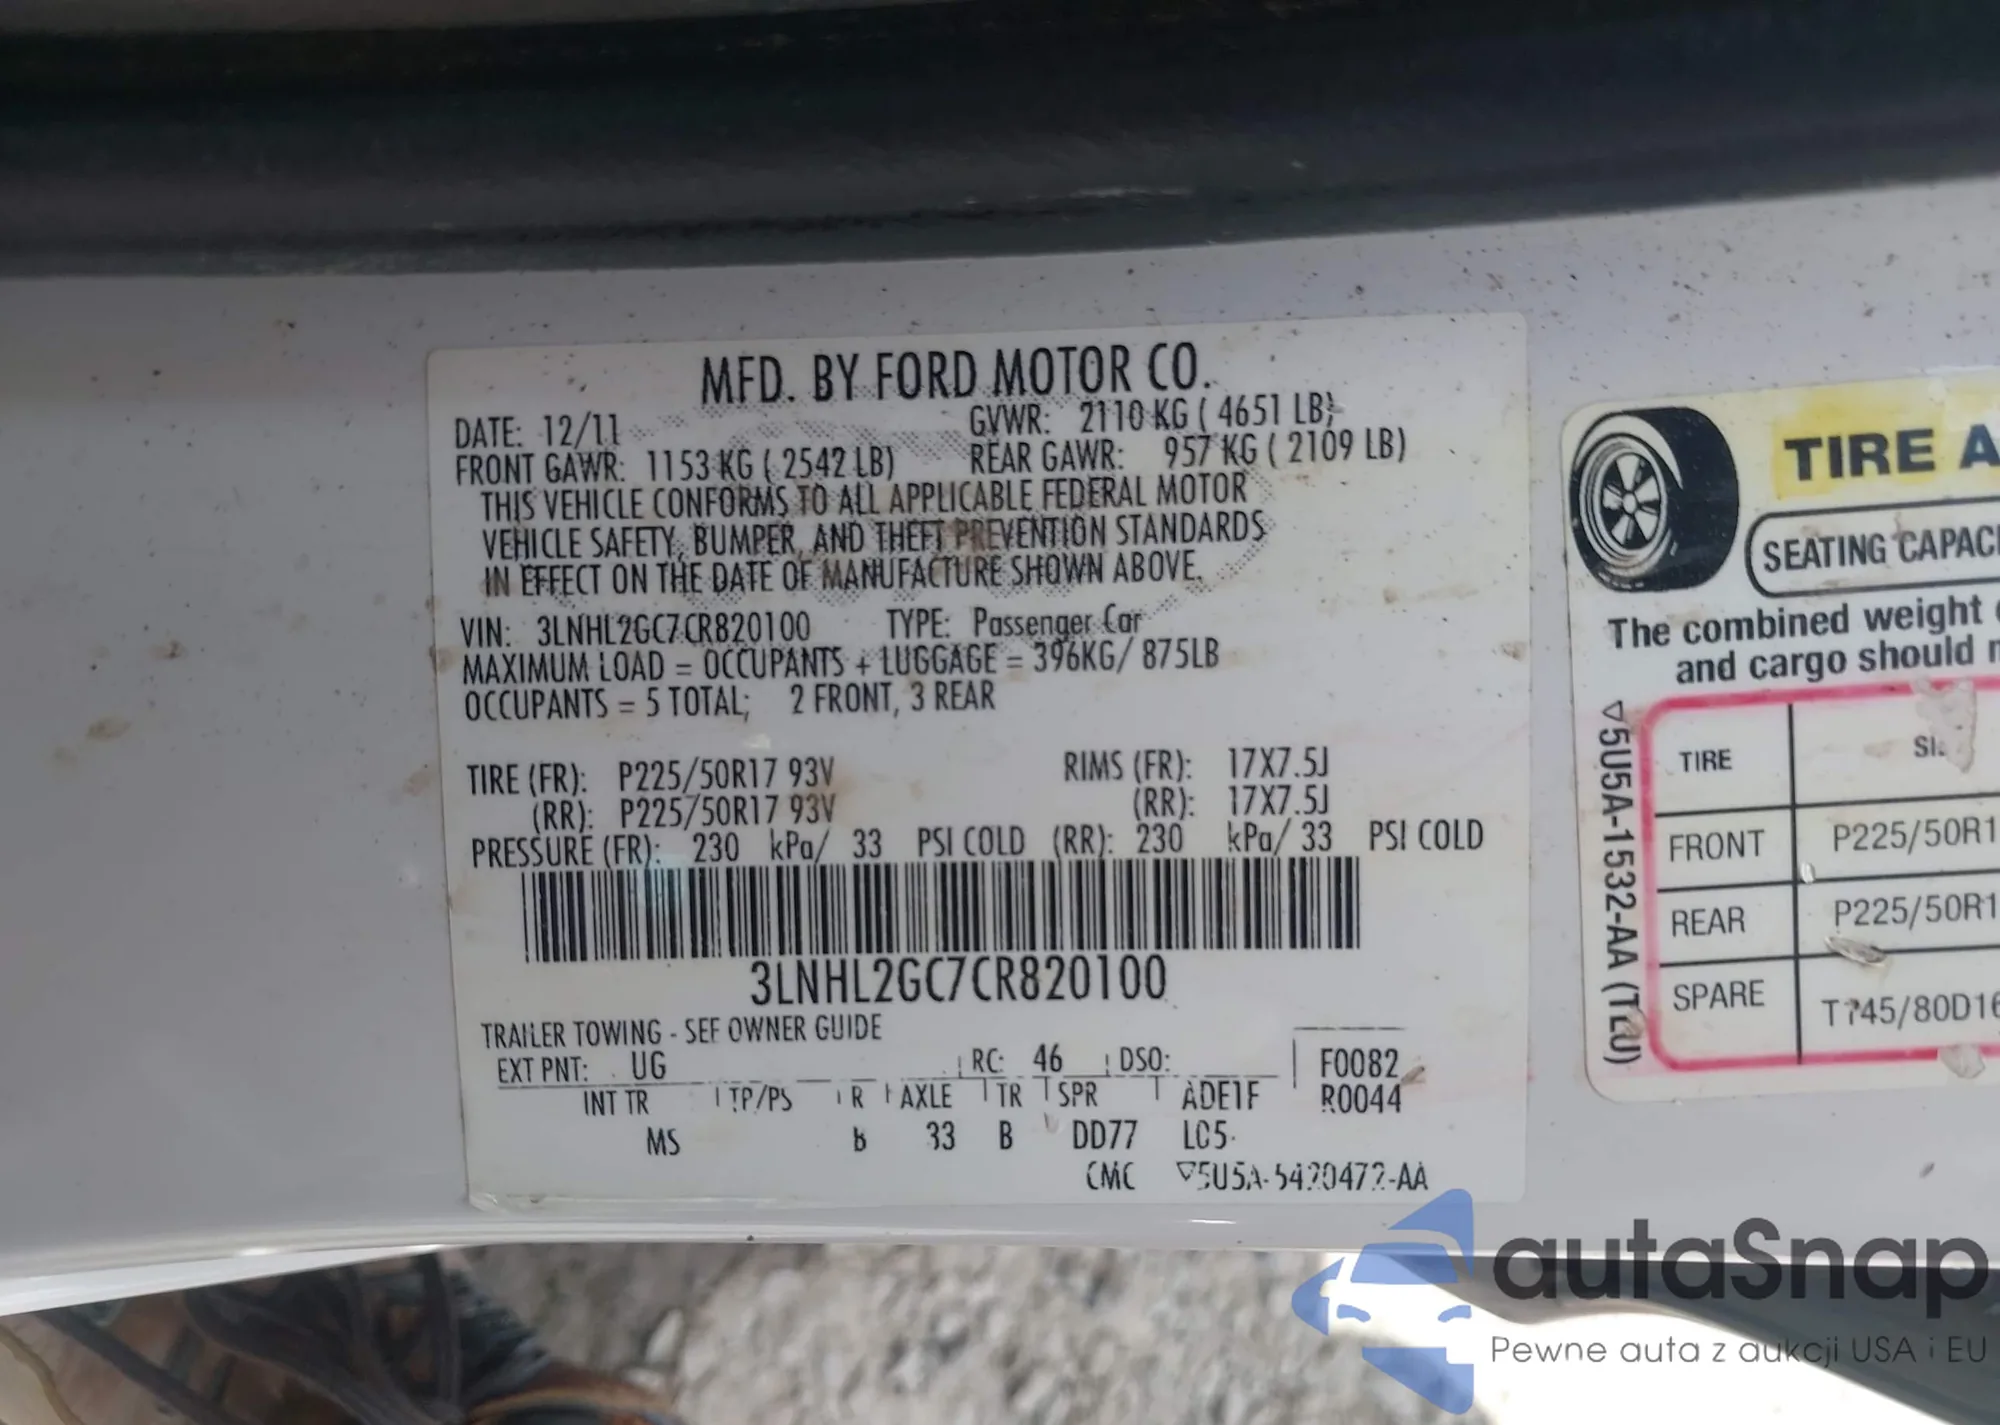 MFD. BY FORD MOTOR CO.
DATE: 12/11 GVWR: 2110 KG ( 4651 LB)
FRONT GAWR: 1153 KG ( 2542 LB) REAR GAWR: 957 KG ( 2109 LB)
THIS VEHICLE CONFORMS TO ALL APPLICABLE FEDERAL MOTOR
VEHICLE SAFETY, BUMPER, AND THEFT PREVENTION STANDARDS
IN EFFECT ON THE DATE OF MANUFACTURE SHOWN ABOVE.
VIN: 3LNHL2GC7CR820100 TYPE: Passenger Car
MAXIMUM LOAD = OCCUPANTS + LUGGAGE = 396KG/ 875LB
OCCUPANTS = 5 TOTAL; 2 FRONT, 3 REAR
TIRE (FR): P225/50R17 93V RIMS (FR): 17X7.5J
(RR): P225/50R17 93V (RR): 17X7.5J
PRESSURE (FR): 230 kPa/ 33 PSI COLD (RR): 230 kPa/ 33 PSI COLD
3LNHL2GC7CR820100
TRAILER TOWING - SEE OWNER GUIDE
EXT PNT: UG RC: 46 DSO: F0082
INT TR TP/PS R AXLE TR SPR ADE1F R0044
MS 33 B DD77 L05
CMC
TIRE A
SEATING CAPACI
The combined weight
and cargo should
▽5U5A-1532-AA
TIRE
FRONT P225/50R1
REAR P225/50R1
SPARE T145/80D16
autaSnap
Pewne auta z aukcji USA i EU